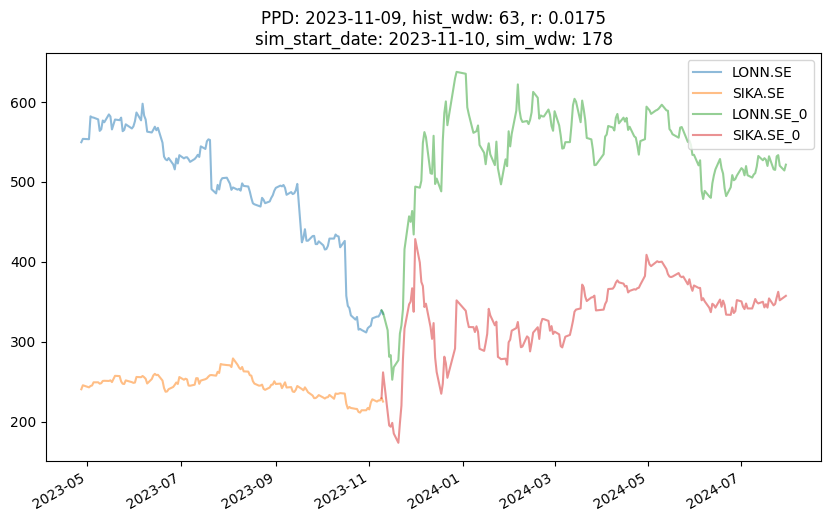 PPD: 2023-11-09, hist_wdw: 63, r: 0.0175
sim_start_date: 2023-11-10, sim_wdw: 178
LONN.SE
SIKA.SE
LONN.SE_0
SIKA.SE_0
600
500
400
300
200
2023-05
2023-07
2023-09
2023-11
2024-01
2024-03
2024-05
2024-07